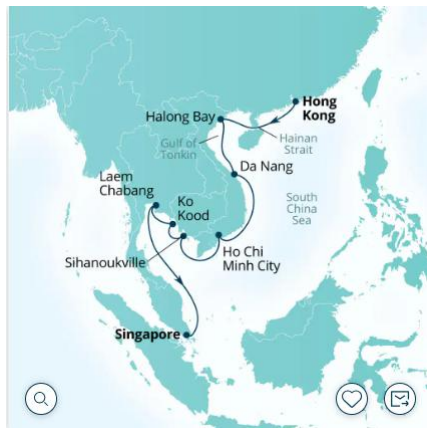 Hong
Kong
Halong Bay
Gulf of
Tonkin
Hainan
Strait
Da Nang
Laem
Chabang
Ko
Kood
South
China
Sea
Sihanoukville
Ho Chi
Minh City
Singapore